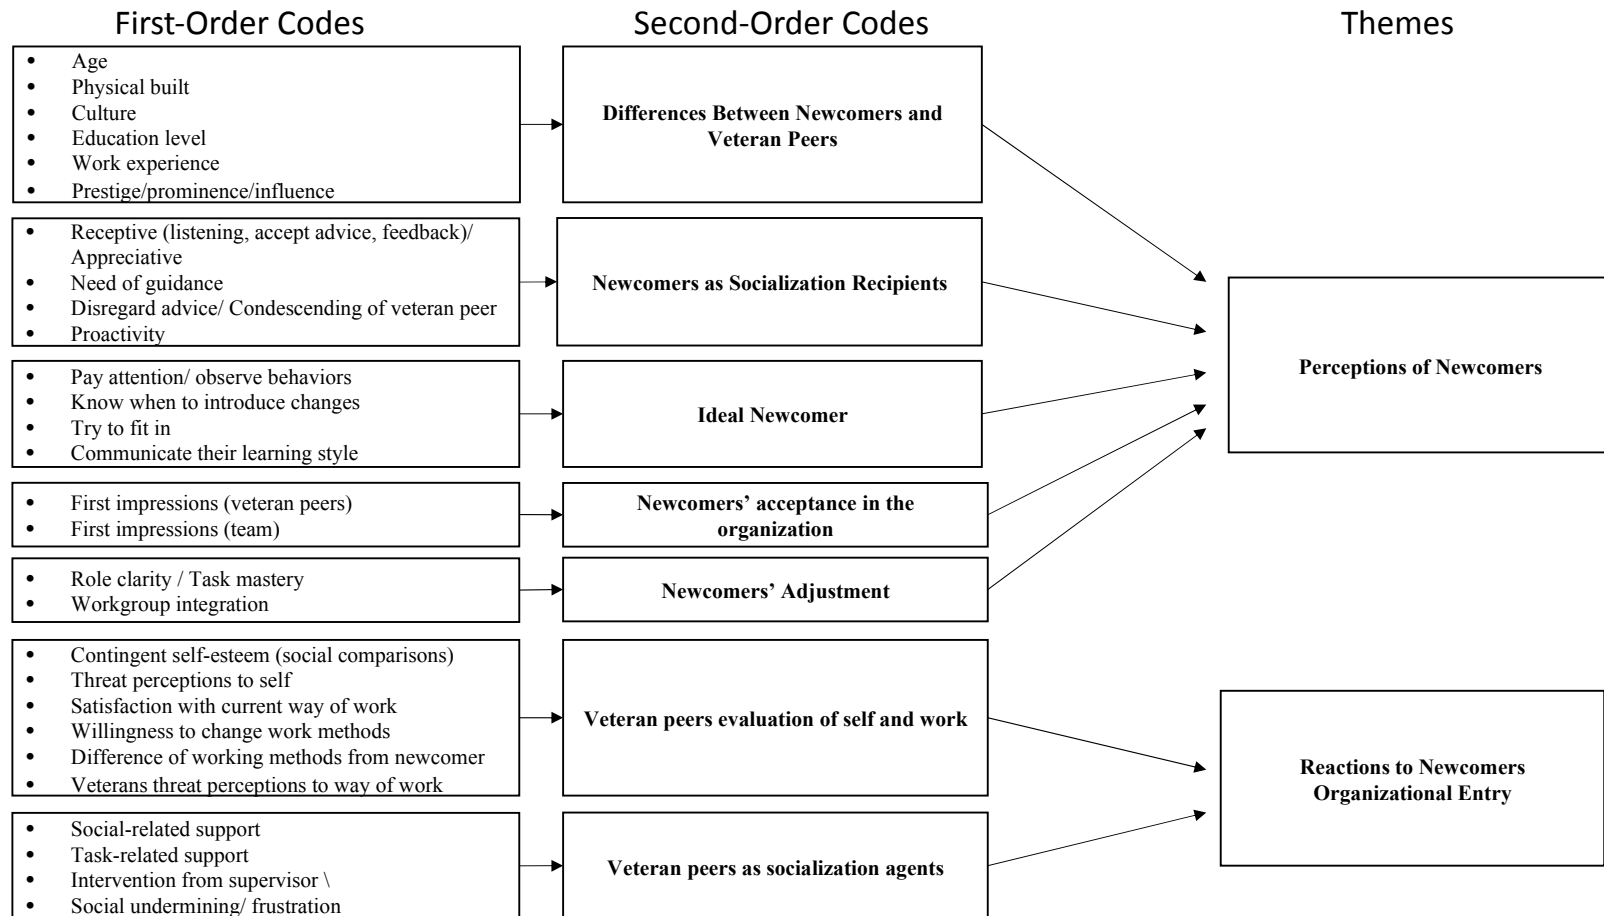 First-Order Codes
Second-Order Codes
Themes
• Age
• Physical built
• Culture
• Education level
• Work experience
• Prestige/prominence/influence
Differences Between Newcomers and
Veteran Peers
• Receptive (listening, accept advice, feedback)/
Appreciative
• Need of guidance
• Disregard advice/ Condescending of veteran peer
• Proactivity
Newcomers as Socialization Recipients
• Pay attention/ observe behaviors
• Know when to introduce changes
• Try to fit in
• Communicate their learning style
Ideal Newcomer
• First impressions (veteran peers)
• First impressions (team)
Newcomers’ acceptance in the
organization
• Role clarity / Task mastery
• Workgroup integration
Newcomers’ Adjustment
Perceptions of Newcomers
• Contingent self-esteem (social comparisons)
• Threat perceptions to self
• Satisfaction with current way of work
• Willingness to change work methods
• Difference of working methods from newcomer
• Veterans threat perceptions to way of work
Veteran peers evaluation of self and work
• Social-related support
• Task-related support
• Intervention from supervisor \
• Social undermining/ frustration
Veteran peers as socialization agents
Reactions to Newcomers
Organizational Entry